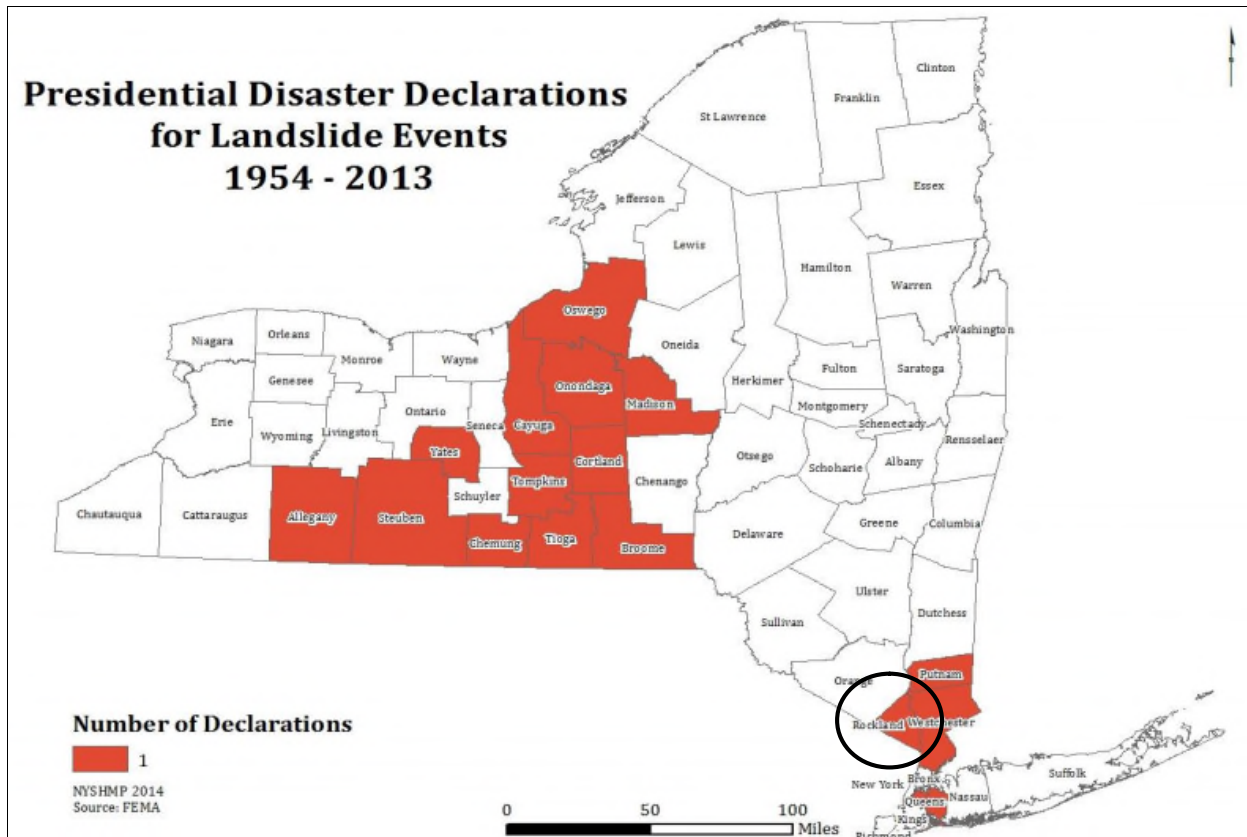 Presidential Disaster Declarations
for Landslide Events
1954 - 2013
Clinton
Franklin
St Lawrence
Essex
Jefferson
Lewis
Hamilton
Warren
Oswego
Washington
Niagara
Orleans
Monroe
Wayne
Oneida
Fulton
Saratoga
Genesee
Onondaga
Herkimer
Madison
Montgomery
Erie
Ontario
Seneca
Cayuga
Schenectady
Wyoming
Livingston
Rensselaer
Yates
Otsego
Cortland
Schoharie
Albany
Tompkins
Chenango
Schuyler
Chautauqua
Cattaraugus
Allegany
Steuben
Greene
Columbia
Delaware
Chemung
Tioga
Broome
Ulster
Dutchess
Sullivan
Putnam
Orange
Rockland
Westchester
Number of Declarations
1
Suffolk
New York
Bronx
Nassau
Queens
Kings
Richmond
NYSHMP 2014
Source: FEMA
0 50 100
Miles